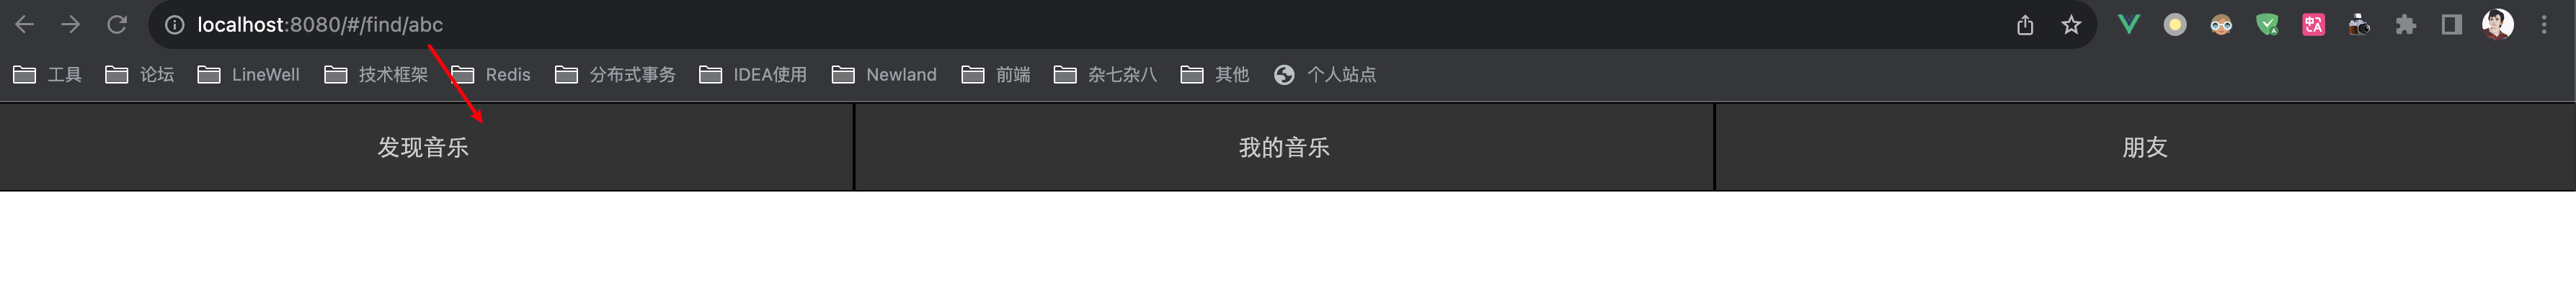 localhost:8080/#/find/abc
工具 论坛 LineWell 技术框架 Redis 分布式事务 IDEA使用 Newland 前端 杂七杂八 其他 个人站点
发现音乐 我的音乐 朋友